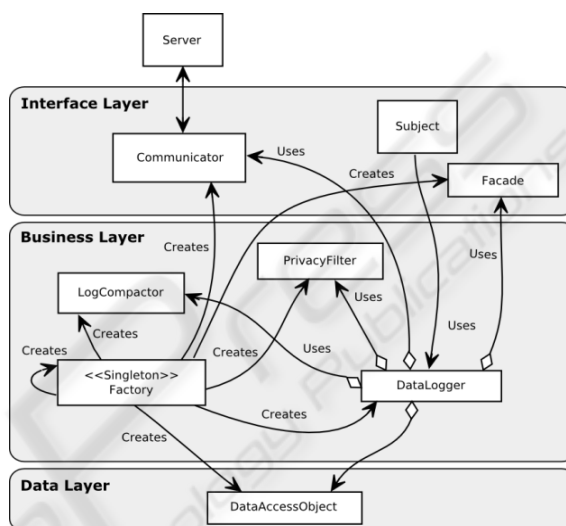 Server
Interface Layer
Subject
Communicator
Uses
Creates
Facade
Business Layer
Creates
PrivacyFilter
Uses
LogCompactor
Uses
Creates
Uses
Uses
Creates
Creates
<<Singleton>>
Factory
DataLogger
Creates
Creates
Data Layer
DataAccessObject